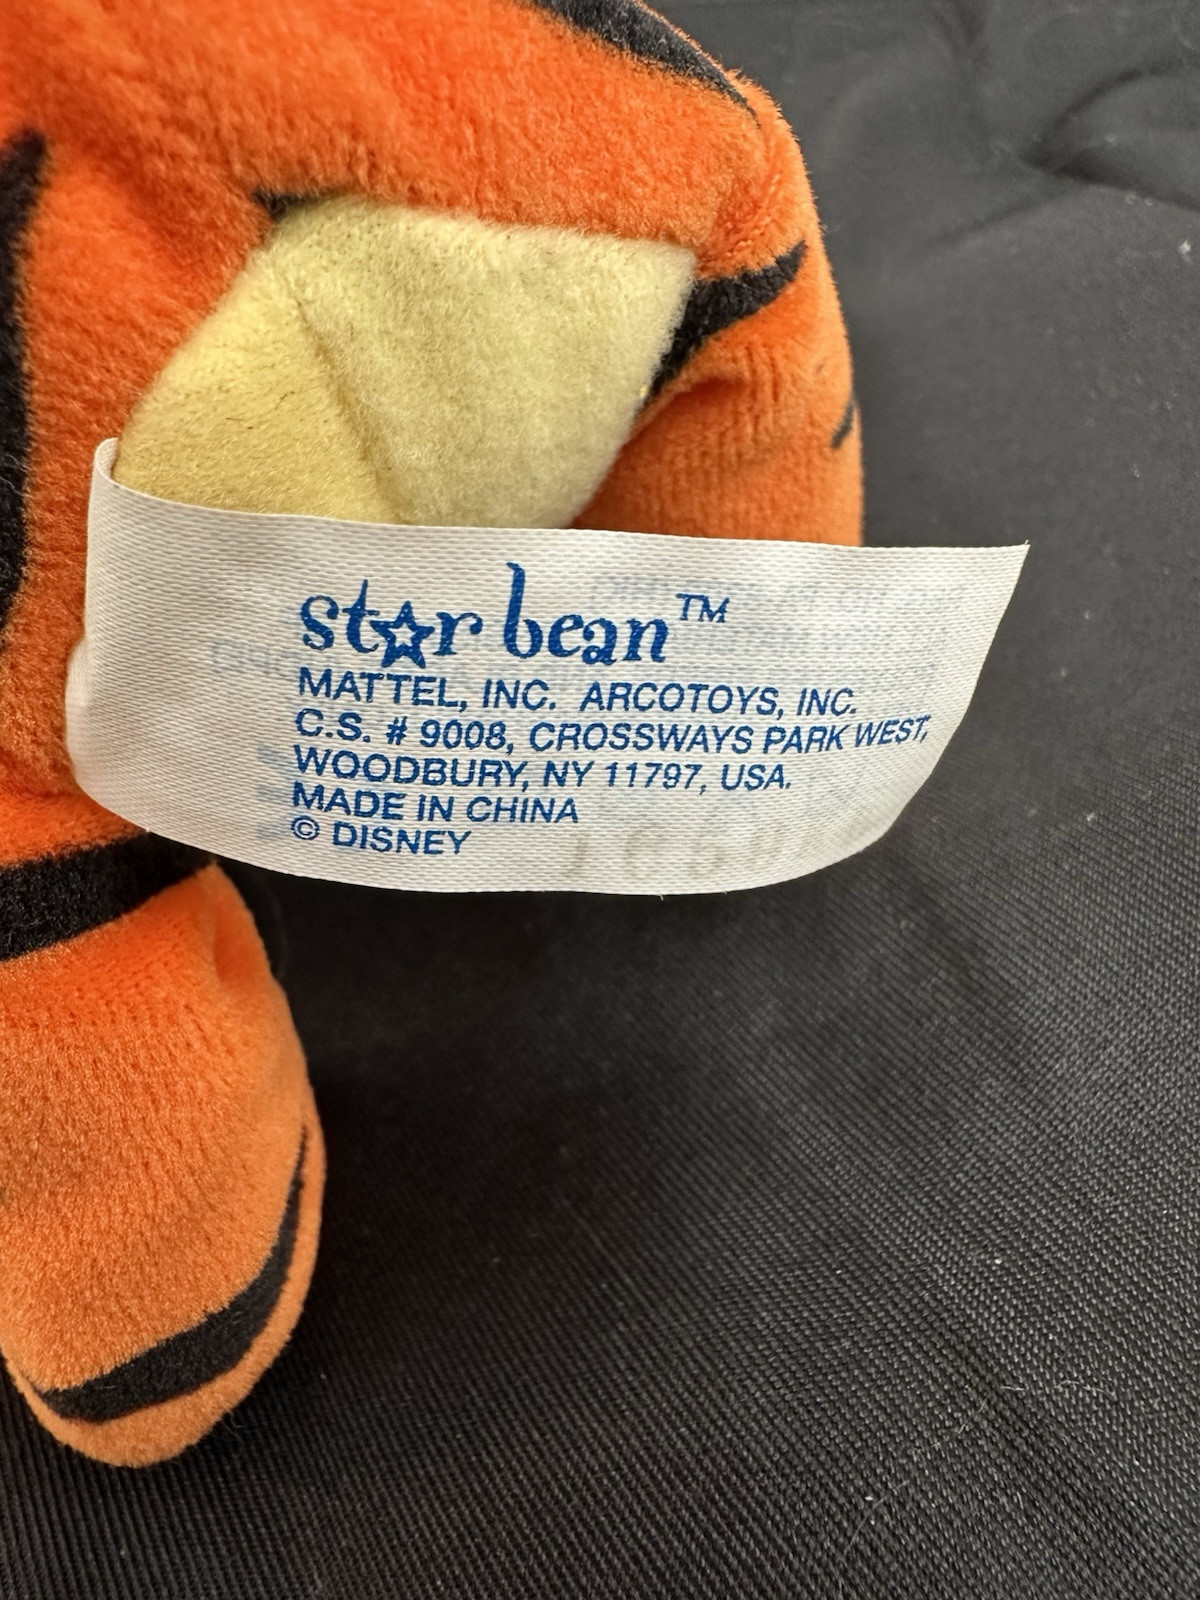 star bean™
MATTEL, INC. ARCOTOYS, INC.
C.S. # 9008, CROSSWAYS PARK WEST,
WOODBURY, NY 11797, USA.
MADE IN CHINA
© DISNEY